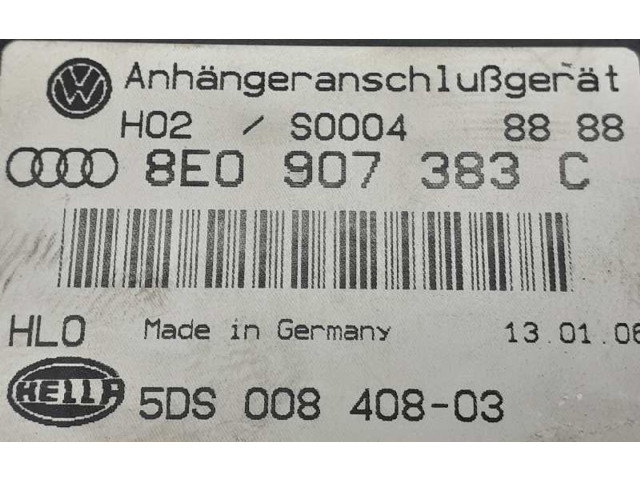 VW Anhängeranschlußgerät
H02 / S0004 88 88
8E0 907 383 C
HLO Made in Germany 13.01.06
HELLA 5DS 008 408-03